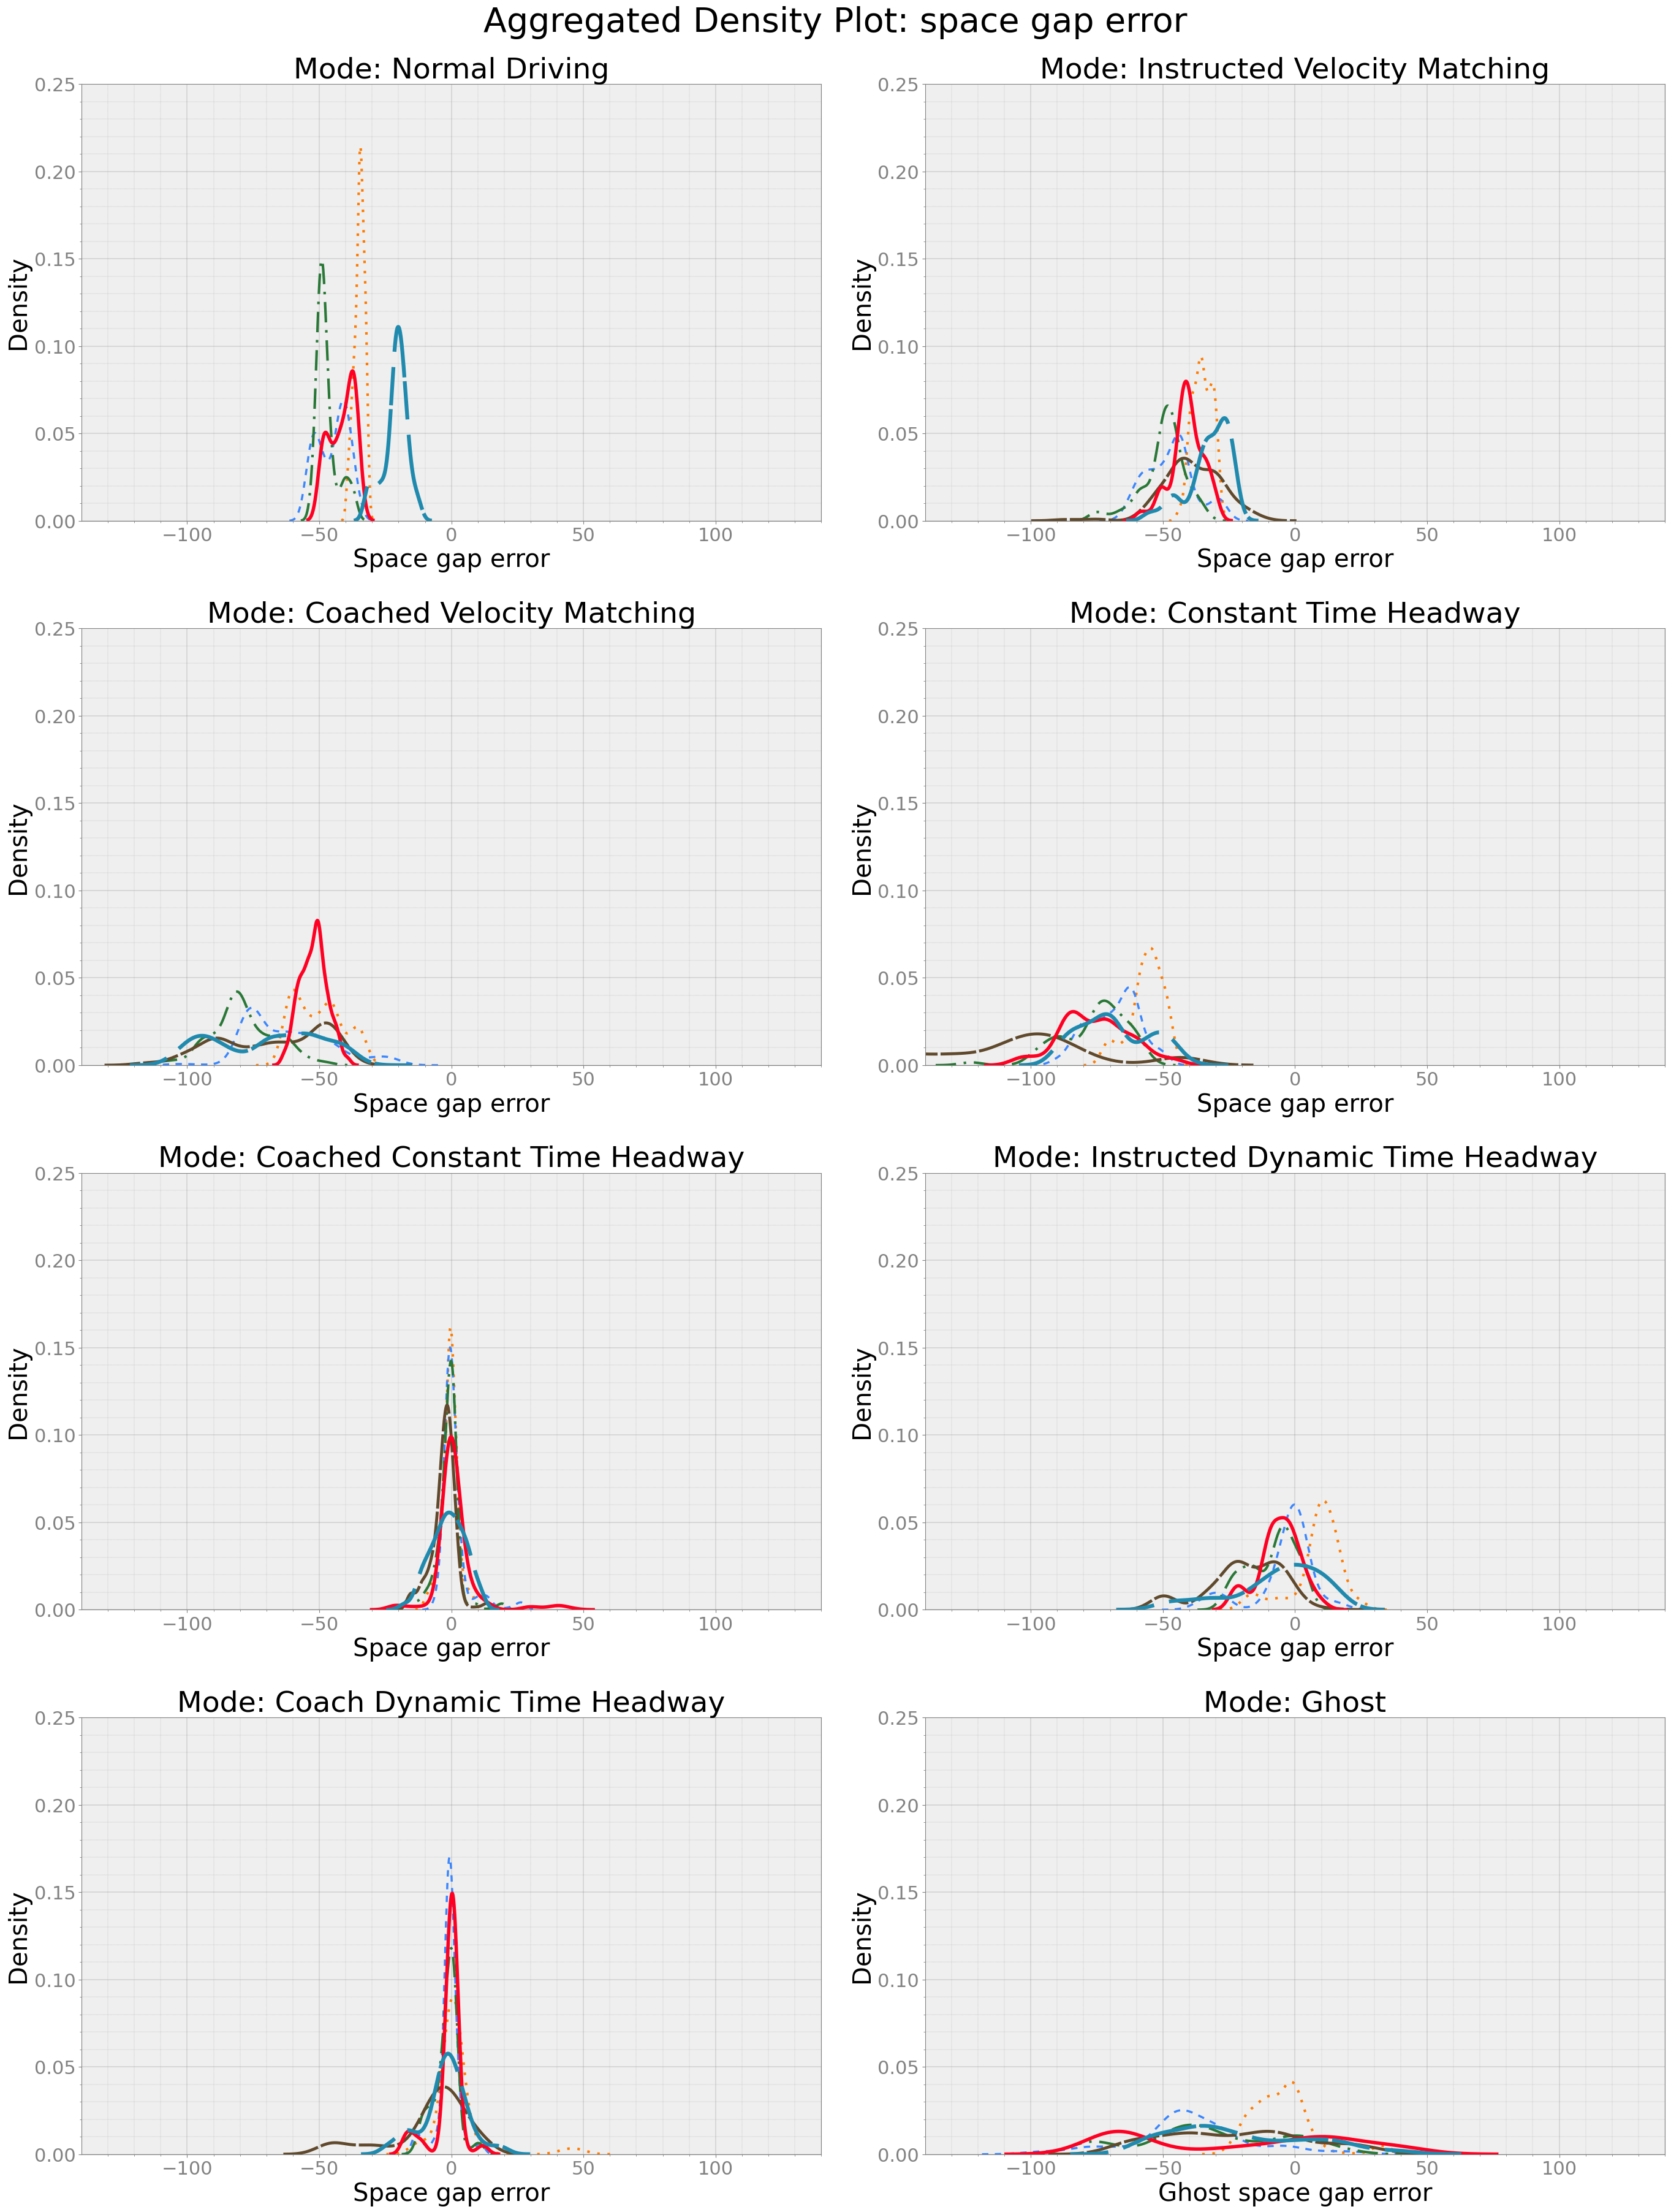 Aggregated Density Plot: space gap error
Mode: Normal Driving
Density
0.25
0.20
0.15
0.10
0.05
0.00
−100 −50 0 50 100
Space gap error
Mode: Instructed Velocity Matching
Density
0.25
0.20
0.15
0.10
0.05
0.00
−100 −50 0 50 100
Space gap error
Mode: Coached Velocity Matching
Density
0.25
0.20
0.15
0.10
0.05
0.00
−100 −50 0 50 100
Space gap error
Mode: Constant Time Headway
Density
0.25
0.20
0.15
0.10
0.05
0.00
−100 −50 0 50 100
Space gap error
Mode: Coached Constant Time Headway
Density
0.25
0.20
0.15
0.10
0.05
0.00
−100 −50 0 50 100
Space gap error
Mode: Instructed Dynamic Time Headway
Density
0.25
0.20
0.15
0.10
0.05
0.00
−100 −50 0 50 100
Space gap error
Mode: Coach Dynamic Time Headway
Density
0.25
0.20
0.15
0.10
0.05
0.00
−100 −50 0 50 100
Space gap error
Mode: Ghost
Density
0.25
0.20
0.15
0.10
0.05
0.00
−100 −50 0 50 100
Ghost space gap error